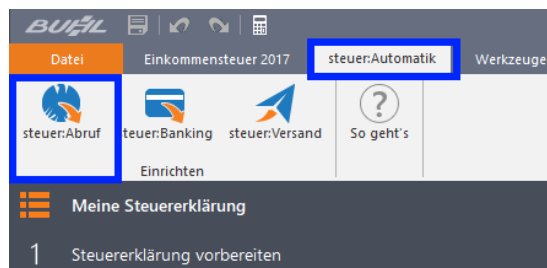 BUHL
Datei Einkommensteuer 2017 steuer:Automatik Werkzeuge
steuer:Abruf teuer:Banking steuer:Versand So geht's
Einrichten
Meine Steuererklärung
1 Steuererklärung vorbereiten